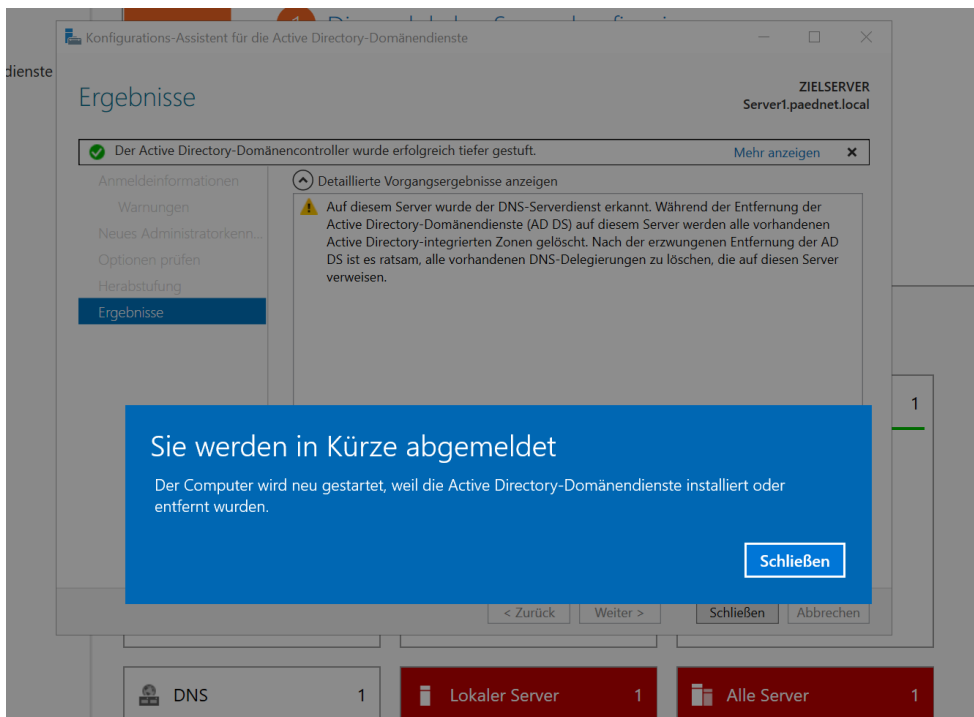 Konfigurations-Assistent für die Active Directory-Domänendienste
dienste
Ergebnisse
ZIELSERVER
Server1.paednet.local
Der Active Directory-Domänencontroller wurde erfolgreich tiefer gestuft.
Mehr anzeigen
Anmeldeinformationen
Warnungen
Neues Administratorkenn...
Optionen prüfen
Herabstufung
Ergebnisse
Detaillierte Vorgangsergebnisse anzeigen
Auf diesem Server wurde der DNS-Serverdienst erkannt. Während der Entfernung der
Active Directory-Domänendienste (AD DS) auf diesem Server werden alle vorhandenen
Active Directory-integrierten Zonen gelöscht. Nach der erzwungenen Entfernung der AD
DS ist es ratsam, alle vorhandenen DNS-Delegierungen zu löschen, die auf diesen Server
verweisen.
1
Sie werden in Kürze abgemeldet
Der Computer wird neu gestartet, weil die Active Directory-Domänendienste installiert oder
entfernt wurden.
Schließen
< Zurück
Weiter >
Schließen
Abbrechen
DNS 1
Lokaler Server 1
Alle Server 1